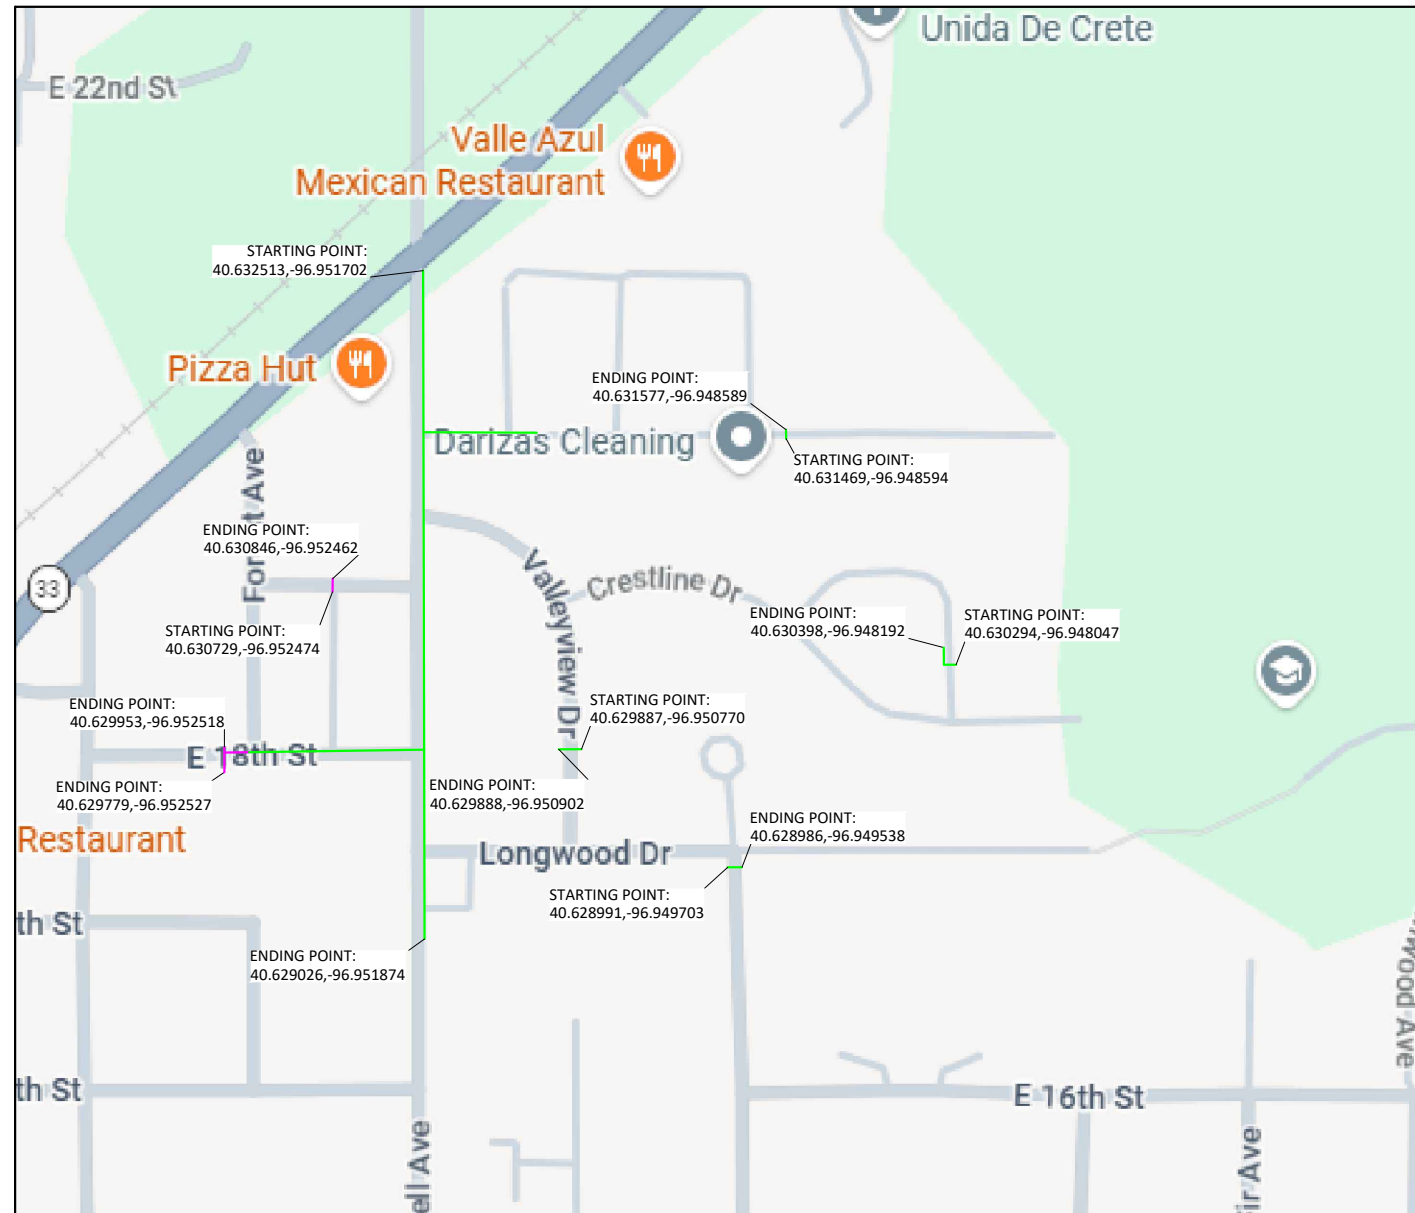 Unida De Crete
E 22nd St
Valle Azul
Mexican Restaurant
STARTING POINT:
40.632513,-96.951702
Pizza Hut
ENDING POINT:
40.631577,-96.948589
Darizas Cleaning
STARTING POINT:
40.631469,-96.948594
ENDING POINT:
40.630846,-96.952462
33
Valleyview Dr
Crestline Dr
STARTING POINT:
40.630729,-96.952474
ENDING POINT:
40.630398,-96.948192
STARTING POINT:
40.630294,-96.948047
ENDING POINT:
40.629953,-96.952518
STARTING POINT:
40.629887,-96.950770
E 18th St
ENDING POINT:
40.629779,-96.952527
ENDING POINT:
40.629888,-96.950902
Restaurant
ENDING POINT:
40.628986,-96.949538
Longwood Dr
STARTING POINT:
40.628991,-96.949703
th St
ENDING POINT:
40.629026,-96.951874
wood Ave
th St
E 16th St
ell Ave
ir Ave